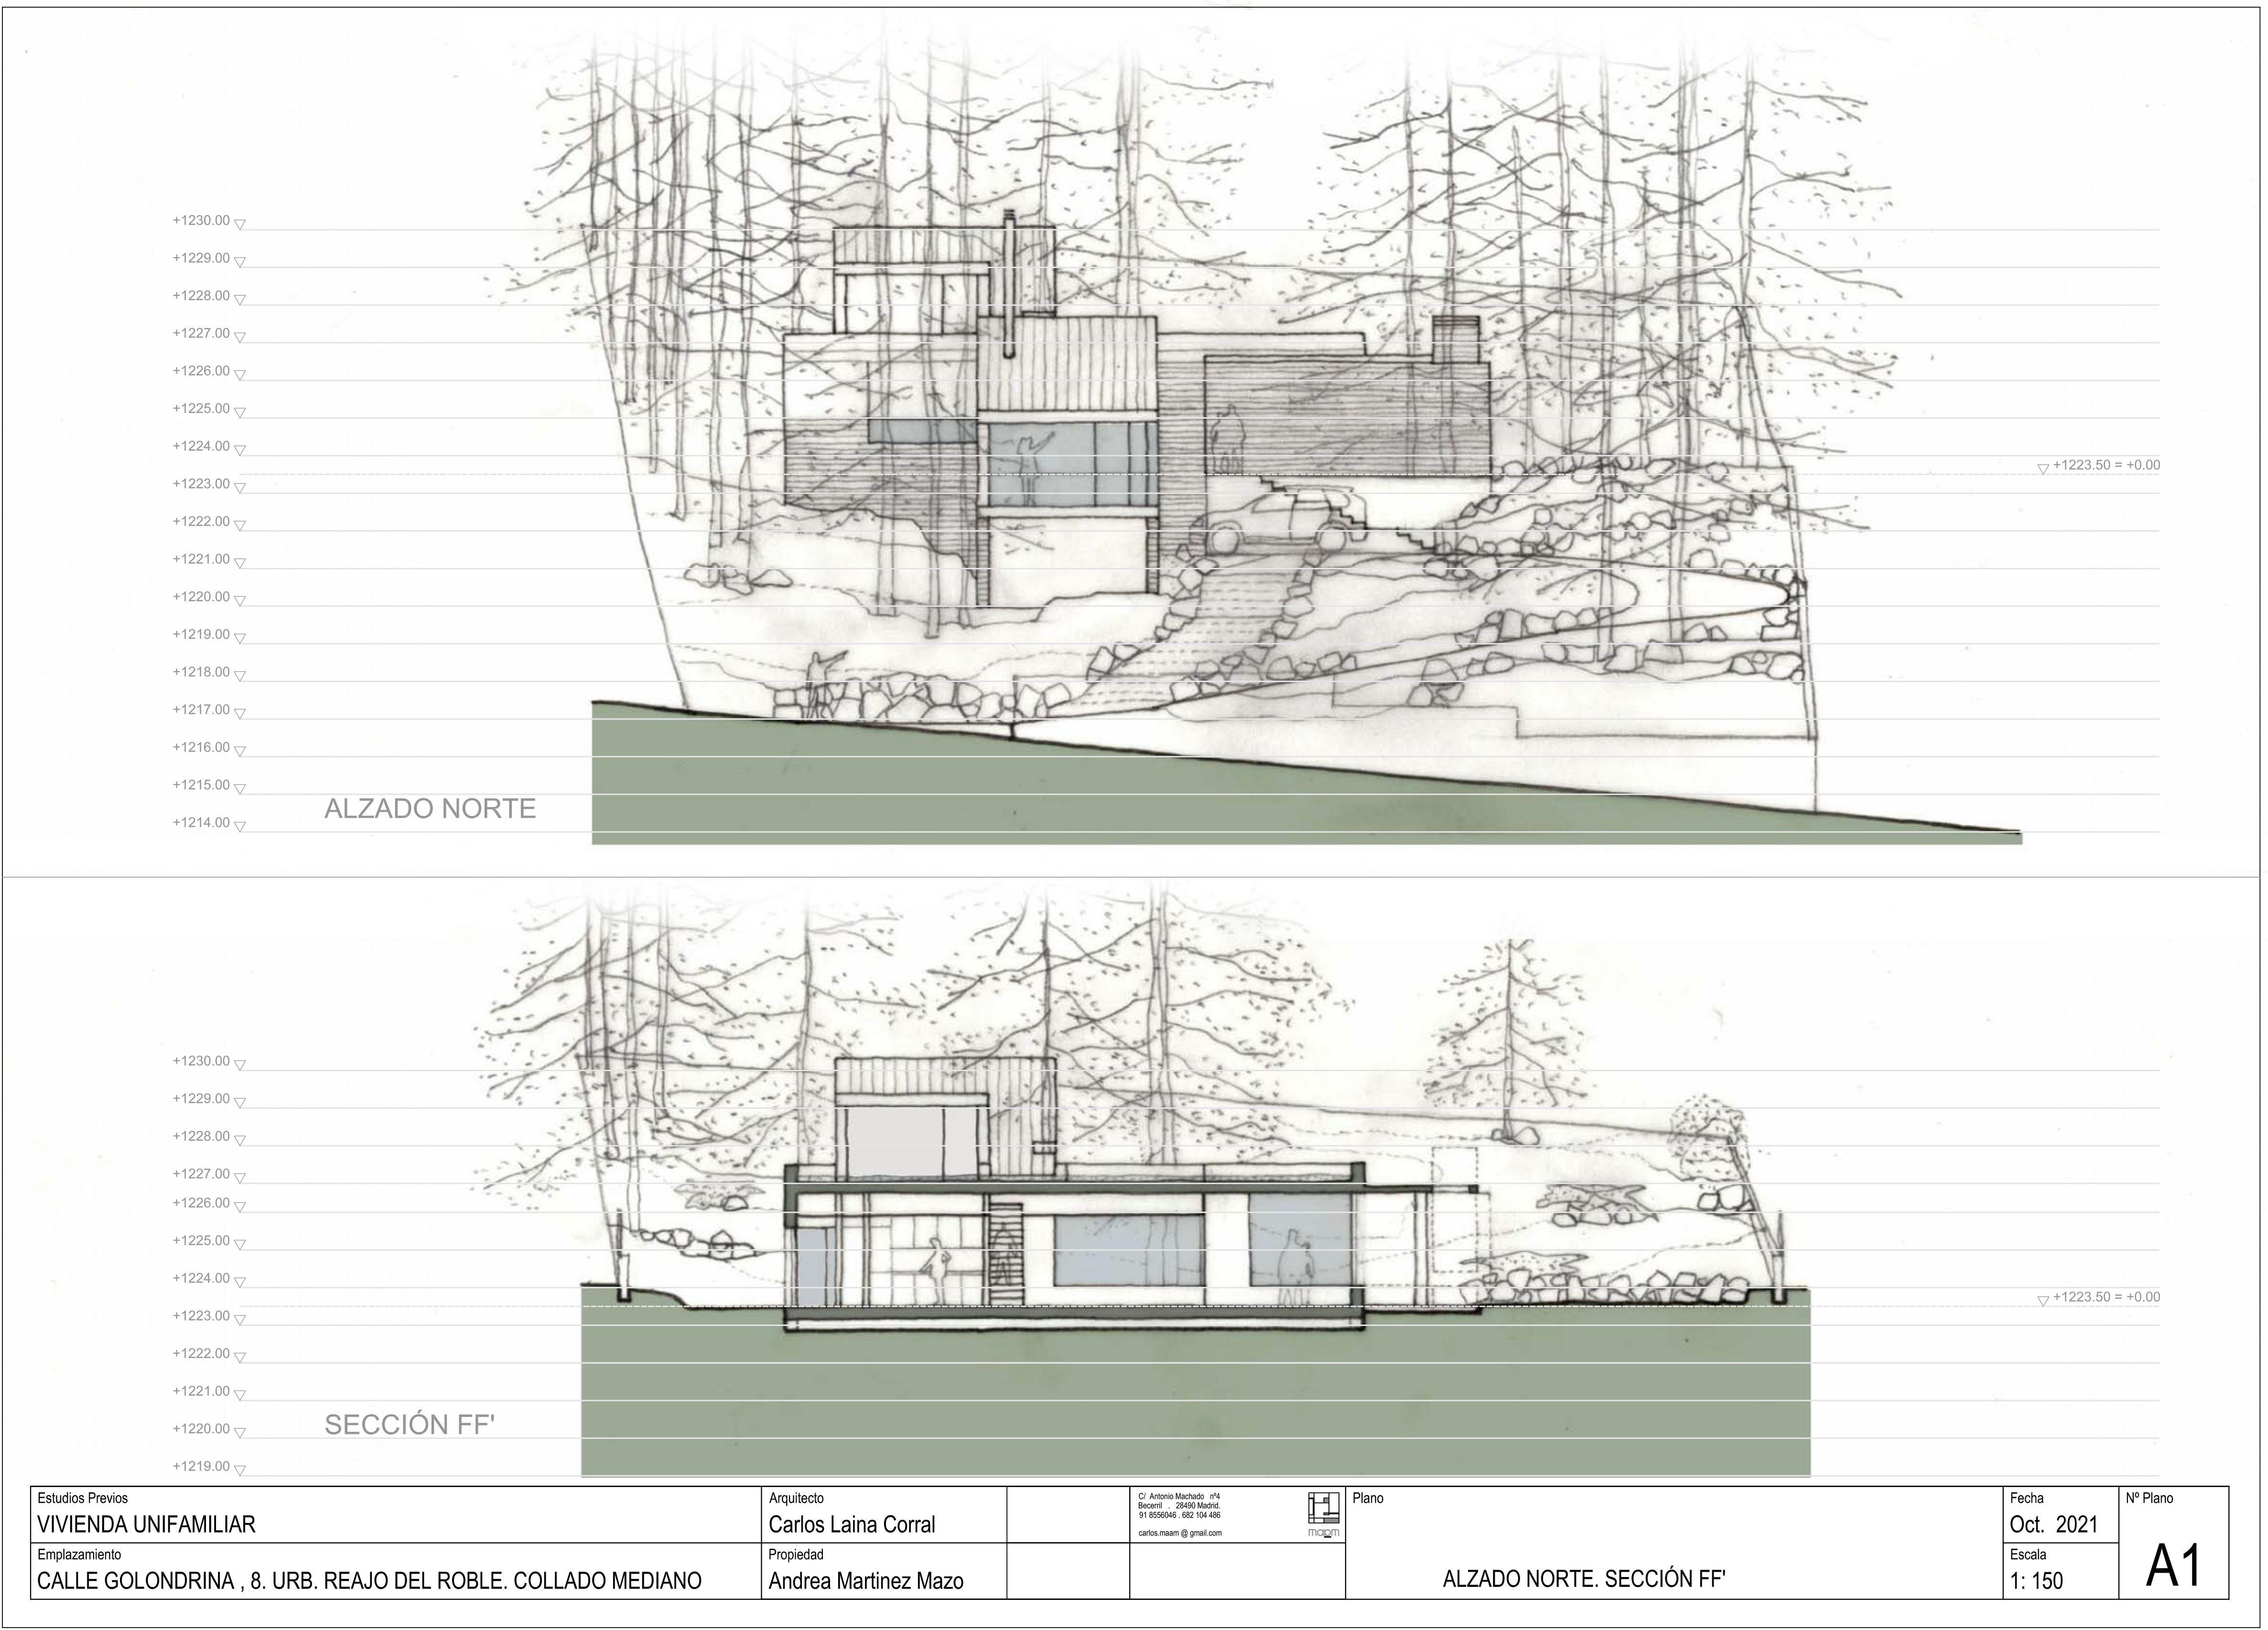 +1230.00
+1229.00
+1228.00
+1227.00
+1226.00
+1225.00
+1224.00
+1223.50 = +0.00
+1223.00
+1222.00
+1221.00
+1220.00
+1219.00
+1218.00
+1217.00
+1216.00
+1215.00
+1214.00
ALZADO NORTE
+1230.00
+1229.00
+1228.00
+1227.00
+1226.00
+1225.00
+1224.00
+1223.50 = +0.00
+1223.00
+1222.00
+1221.00
+1220.00
+1219.00
SECCIÓN FF'
Estudios Previos
VIVIENDA UNIFAMILIAR
Emplazamiento
CALLE GOLONDRINA , 8. URB. REAJO DEL ROBLE. COLLADO MEDIANO
Arquitecto
Carlos Laina Corral
Propiedad
Andrea Martinez Mazo
C/ Antonio Machado nº4
Becerril . 28490 Madrid.
91 8556046 . 682 104 486
carlos.maam @ gmail.com
maam
Plano
ALZADO NORTE. SECCIÓN FF'
Fecha
Oct. 2021
Escala
1: 150
Nº Plano
A1